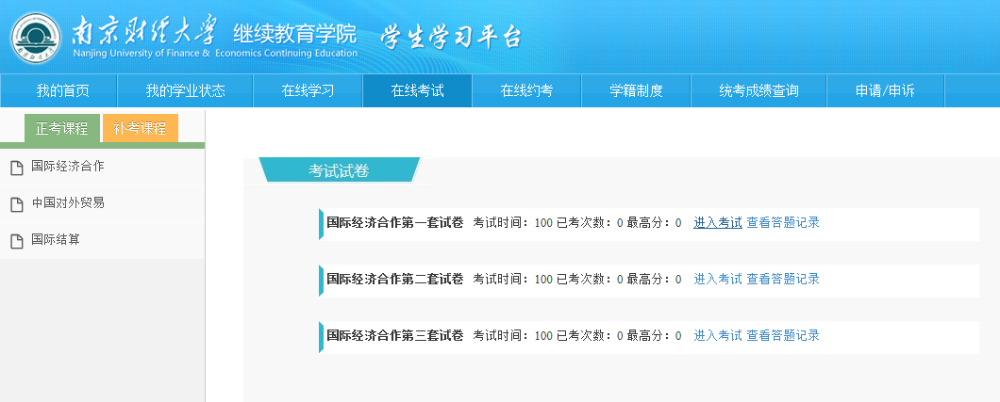 南京财经大学 继续教育学院 学生学习平台
Nanjing University of Finance & Economics Continuing Education
我的首页 我的学业状态 在线学习 在线考试 在线约考 学籍制度 统考成绩查询 申请/申诉
正考课程 补考课程
国际经济合作
中国对外贸易
国际结算
考试试卷
国际经济合作第一套试卷 考试时间：100 已考次数：0 最高分：0 进入考试 查看答题记录
国际经济合作第二套试卷 考试时间：100 已考次数：0 最高分：0 进入考试 查看答题记录
国际经济合作第三套试卷 考试时间：100 已考次数：0 最高分：0 进入考试 查看答题记录